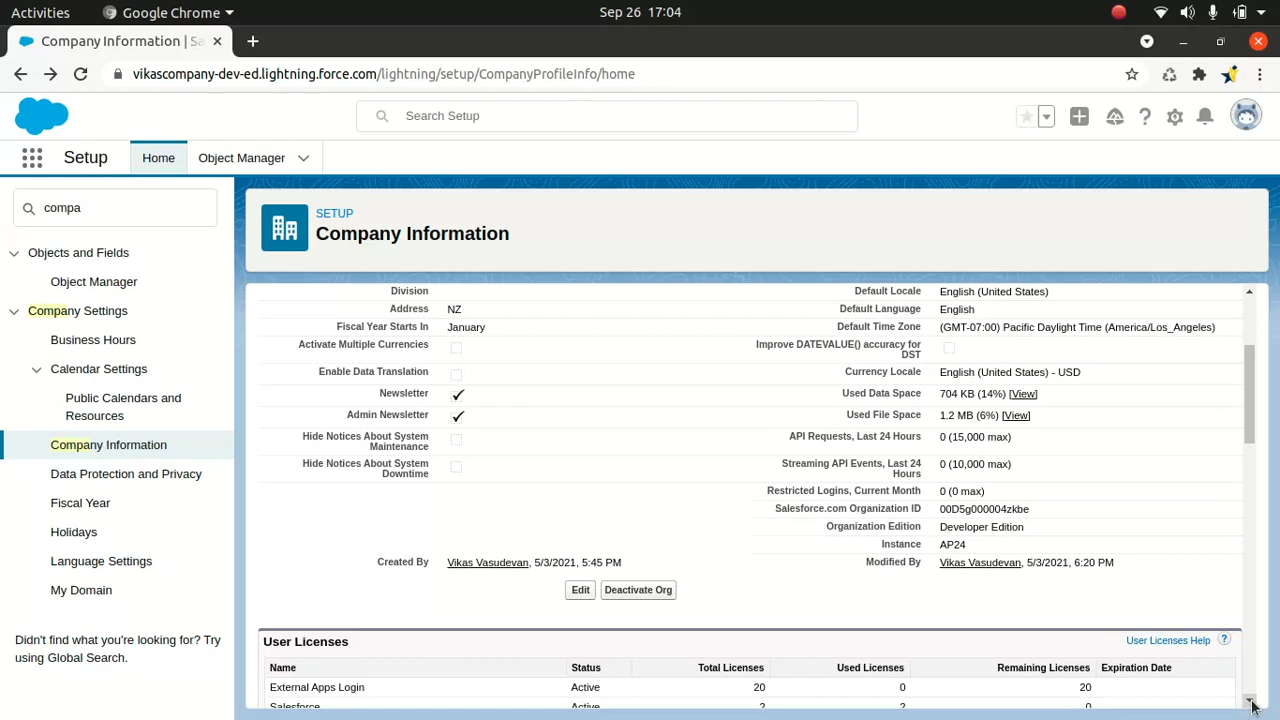 Activities Google Chrome Sep 26 17:04
Company Information | Sa
vikascompany-dev-ed.lightning.force.com/lightning/setup/CompanyProfileInfo/home
Search Setup
Setup Home Object Manager
compa
Objects and Fields
Object Manager
Company Settings
Business Hours
Calendar Settings
Public Calendars and
Resources
Company Information
Data Protection and Privacy
Fiscal Year
Holidays
Language Settings
My Domain
Didn't find what you're looking for? Try
using Global Search.
SETUP
Company Information
Division Default Locale English (United States)
Address NZ Default Language English
Fiscal Year Starts In January Default Time Zone (GMT-07:00) Pacific Daylight Time (America/Los_Angeles)
Activate Multiple Currencies Improve DATEVALUE() accuracy for
DST
Enable Data Translation Currency Locale English (United States) - USD
Newsletter Used Data Space 704 KB (14%) [View]
Admin Newsletter Used File Space 1.2 MB (6%) [View]
Hide Notices About System
Maintenance API Requests, Last 24 Hours 0 (15,000 max)
Hide Notices About System
Downtime Streaming API Events, Last 24
Hours 0 (10,000 max)
Restricted Logins, Current Month 0 (0 max)
Salesforce.com Organization ID 00D5g000004zkbe
Organization Edition Developer Edition
Instance AP24
Created By Vikas Vasudevan, 5/3/2021, 5:45 PM Modified By Vikas Vasudevan, 5/3/2021, 6:20 PM
Edit Deactivate Org
User Licenses User Licenses Help ?
Name Status Total Licenses Used Licenses Remaining Licenses Expiration Date
External Apps Login Active 20 0 20
Salesforce Active 2 2 0